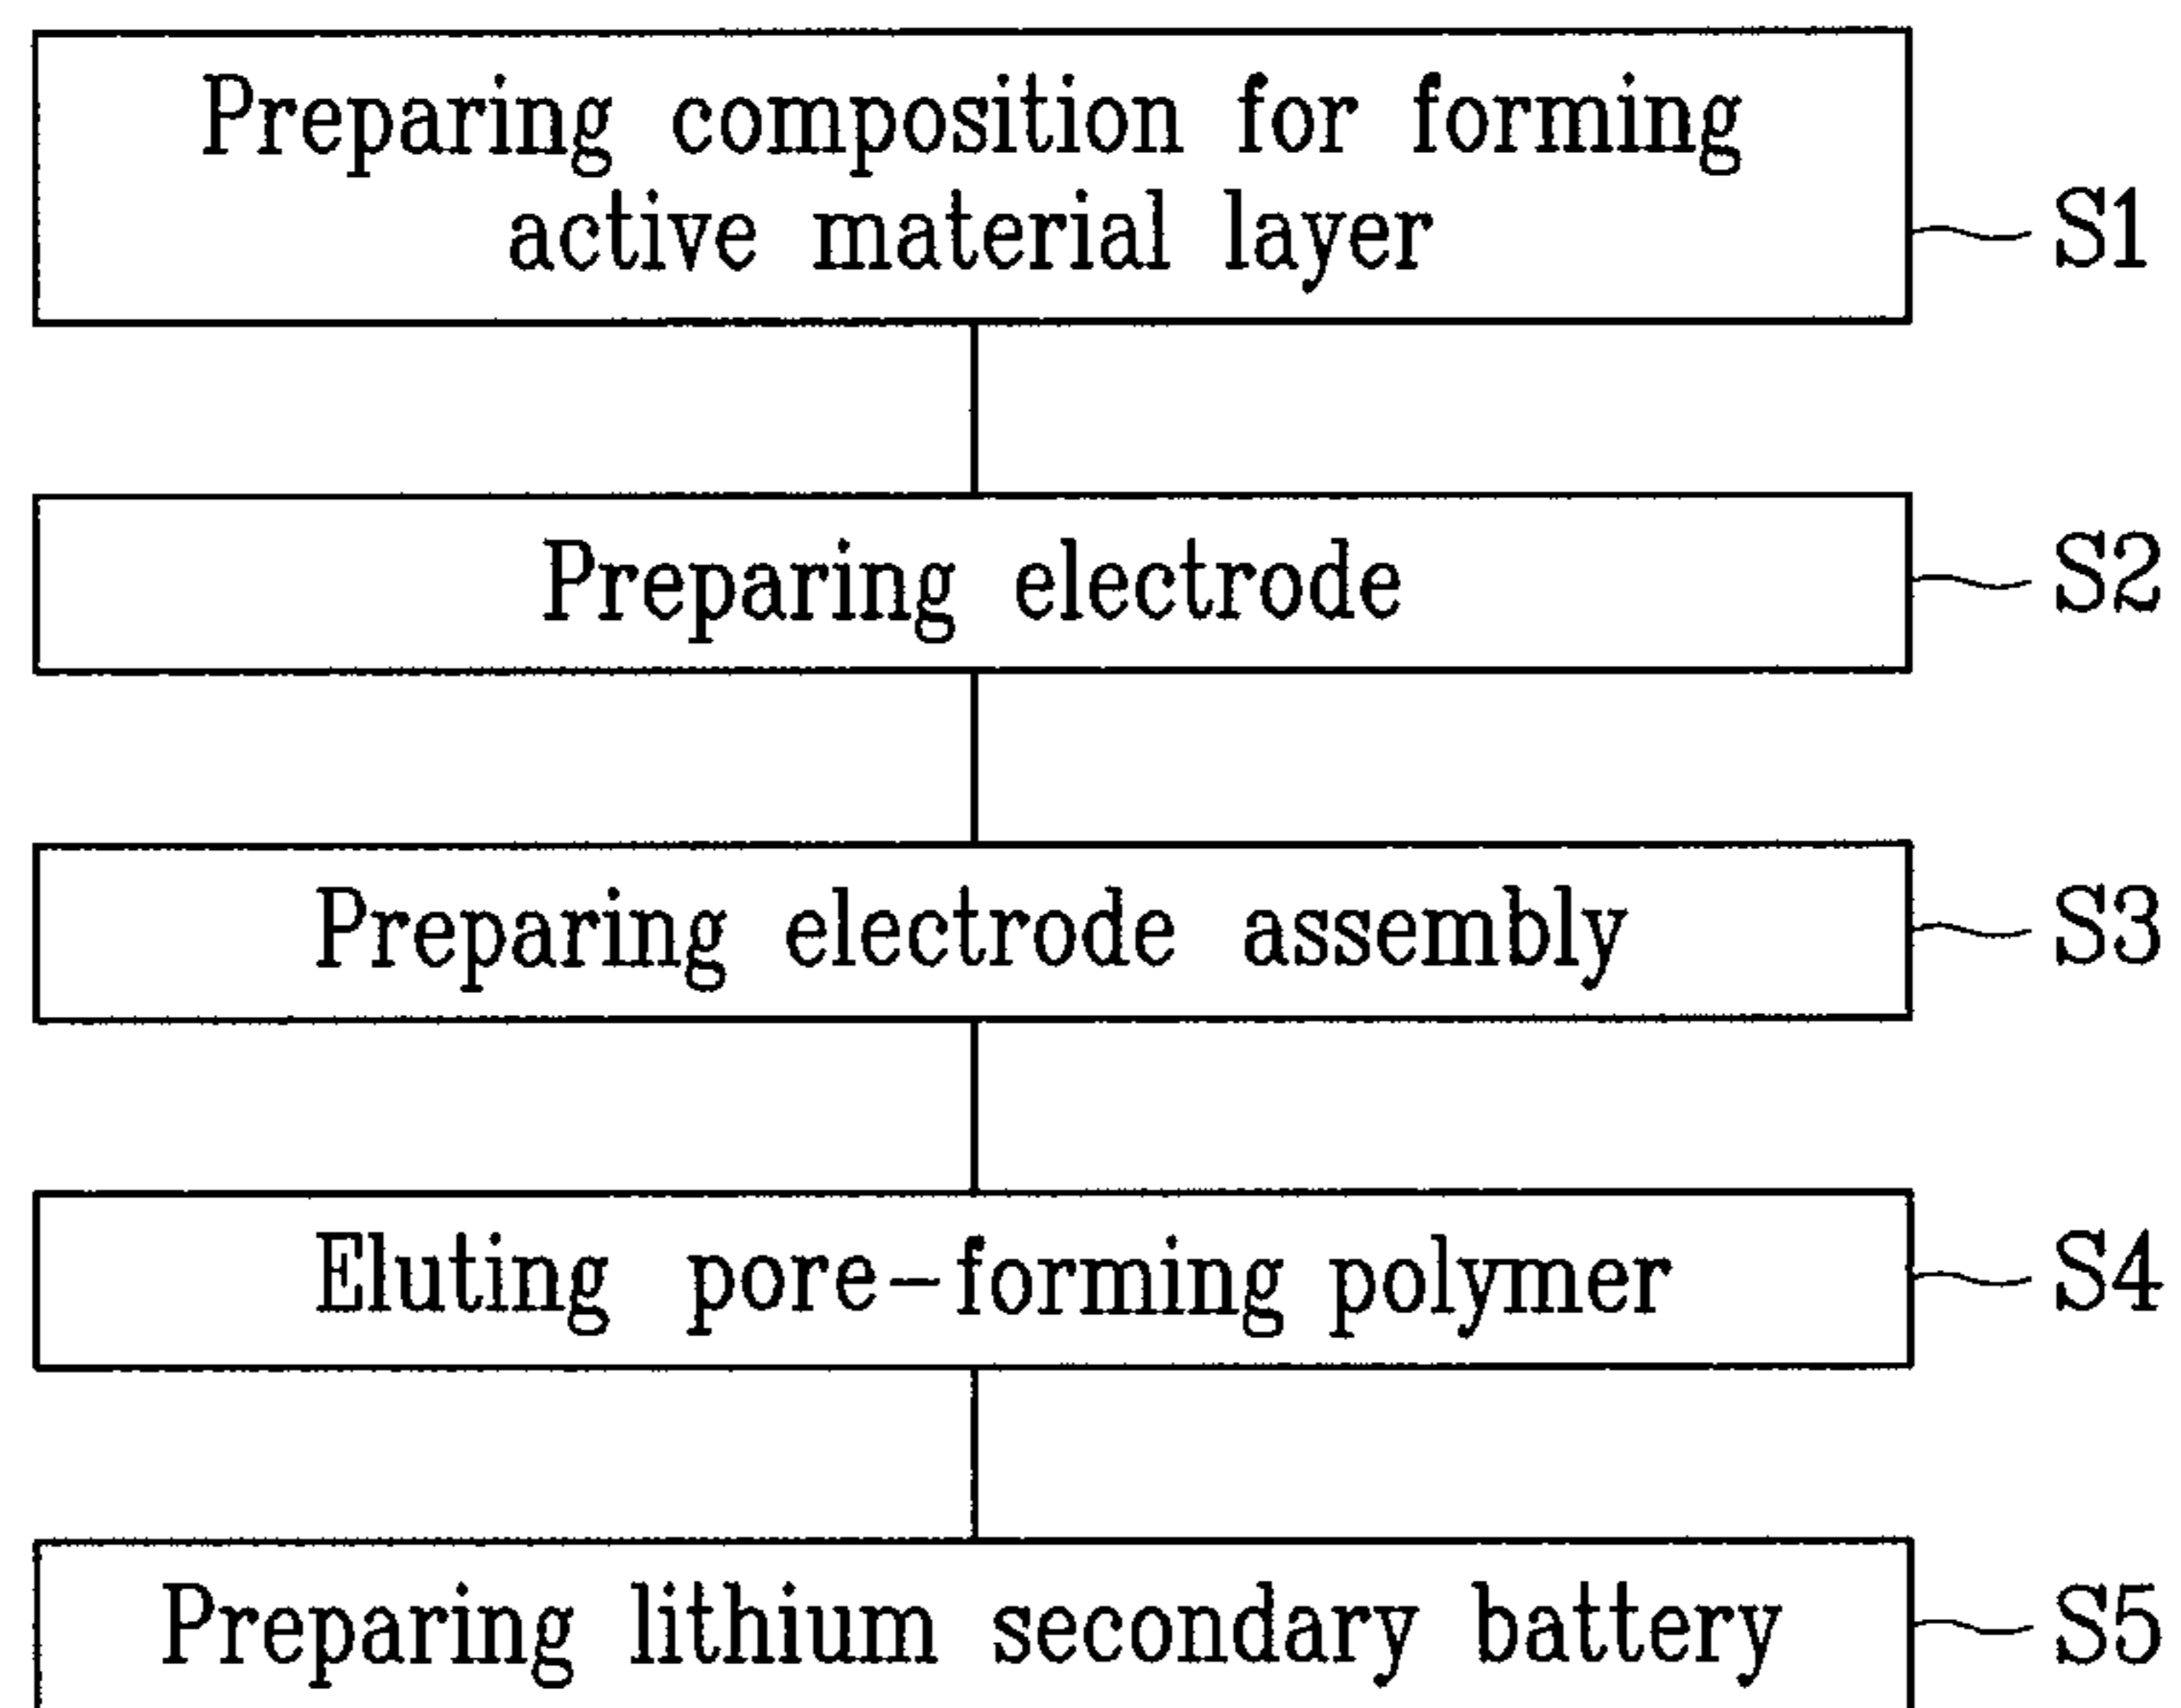 Preparing composition for forming
active material layer
S1
Preparing electrode
S2
Preparing electrode assembly
S3
Eluting pore-forming polymer
S4
Preparing lithium secondary battery
S5